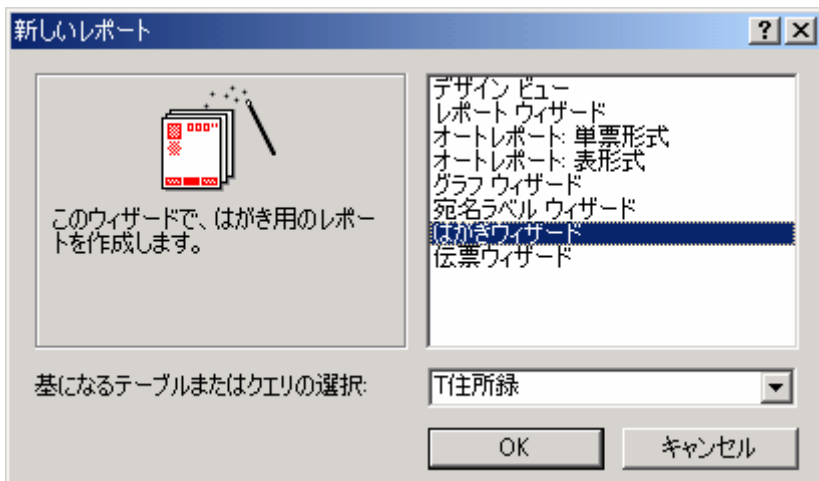 新しいレポート
デザイン ビュー
レポート ウィザード
オートレポート: 単票形式
オートレポート: 表形式
グラフ ウィザード
宛名ラベル ウィザード
はがきウィザード
伝票ウィザード
このウィザードで、はがき用のレポー
トを作成します。
基になるテーブルまたはクエリの選択:
T住所録
OK
キャンセル